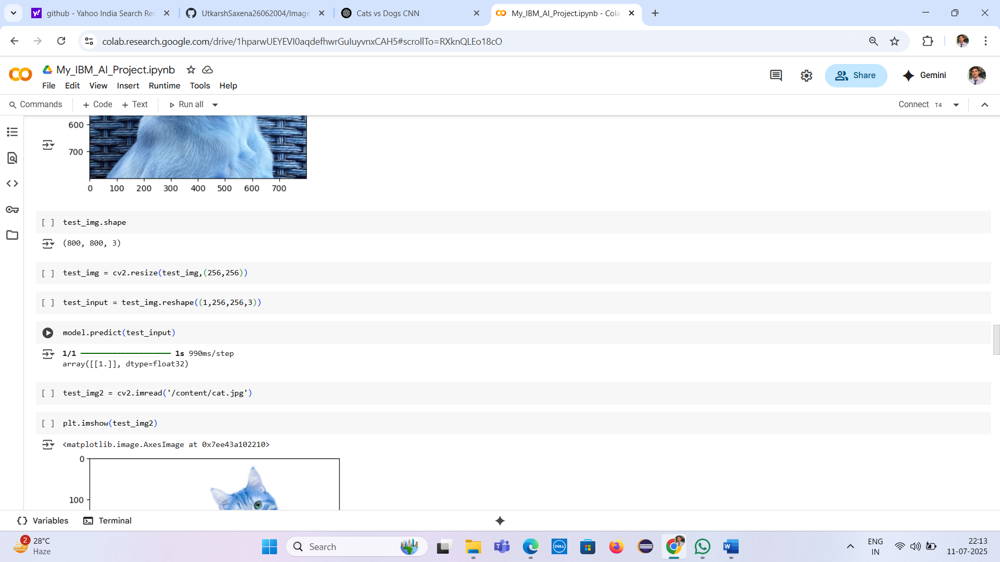 github - Yahoo India Search Res
UtkarshSaxena26062004/Image
Cats vs Dogs CNN
My_IBM_AI_Project.ipynb - Cola
colab.research.google.com/drive/1hparwUEYEVI0aqdefhwrGuIuyvnxCAH5#scrollTo=RXknQLEo18cO
My_IBM_AI_Project.ipynb
File Edit View Insert Runtime Tools Help
Share
Gemini
Commands + Code + Text Run all
Connect T4
600
700
0 100 200 300 400 500 600 700
[ ] test_img.shape
(800, 800, 3)
[ ] test_img = cv2.resize(test_img,(256,256))
[ ] test_input = test_img.reshape((1,256,256,3))
model.predict(test_input)
1/1 ━━━━━━━━━━━━━━━━━━━━ 1s 990ms/step
array([[1.]], dtype=float32)
[ ] test_img2 = cv2.imread('/content/cat.jpg')
[ ] plt.imshow(test_img2)
<matplotlib.image.AxesImage at 0x7ee43a102210>
0
100
Variables
Terminal
2
28°C
Haze
Search
DELL
ENG
IN
22:13
11-07-2025